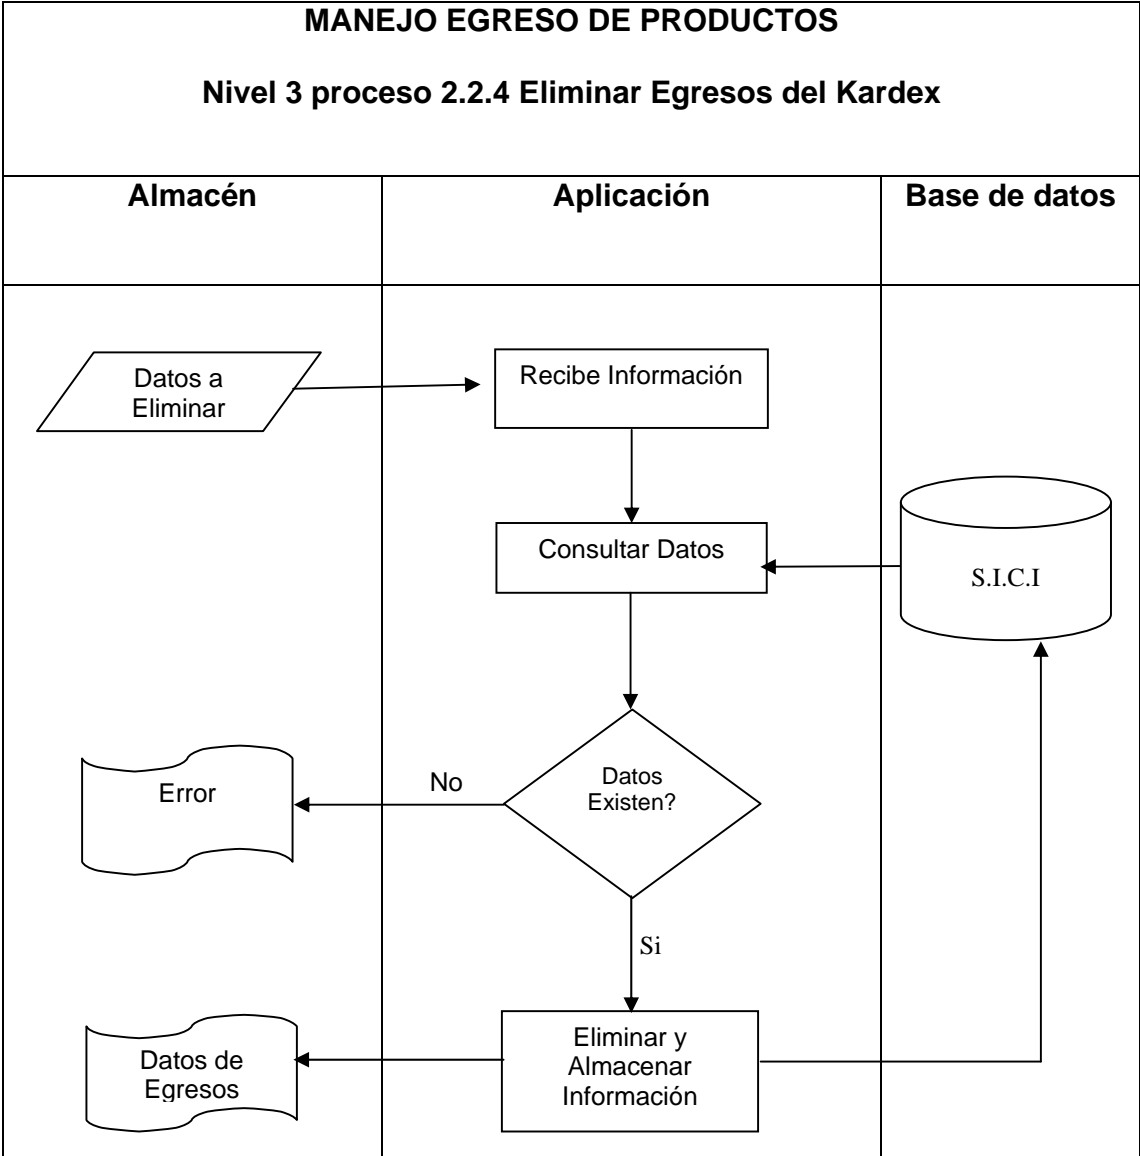 MANEJO EGRESO DE PRODUCTOS
Nivel 3 proceso 2.2.4 Eliminar Egresos del Kardex
Almacén
Aplicación
Base de datos
Datos a
Eliminar
Recibe Información
Consultar Datos
S.I.C.I
Datos
Existen?
No
Error
Si
Eliminar y
Almacenar
Información
Datos de
Egresos